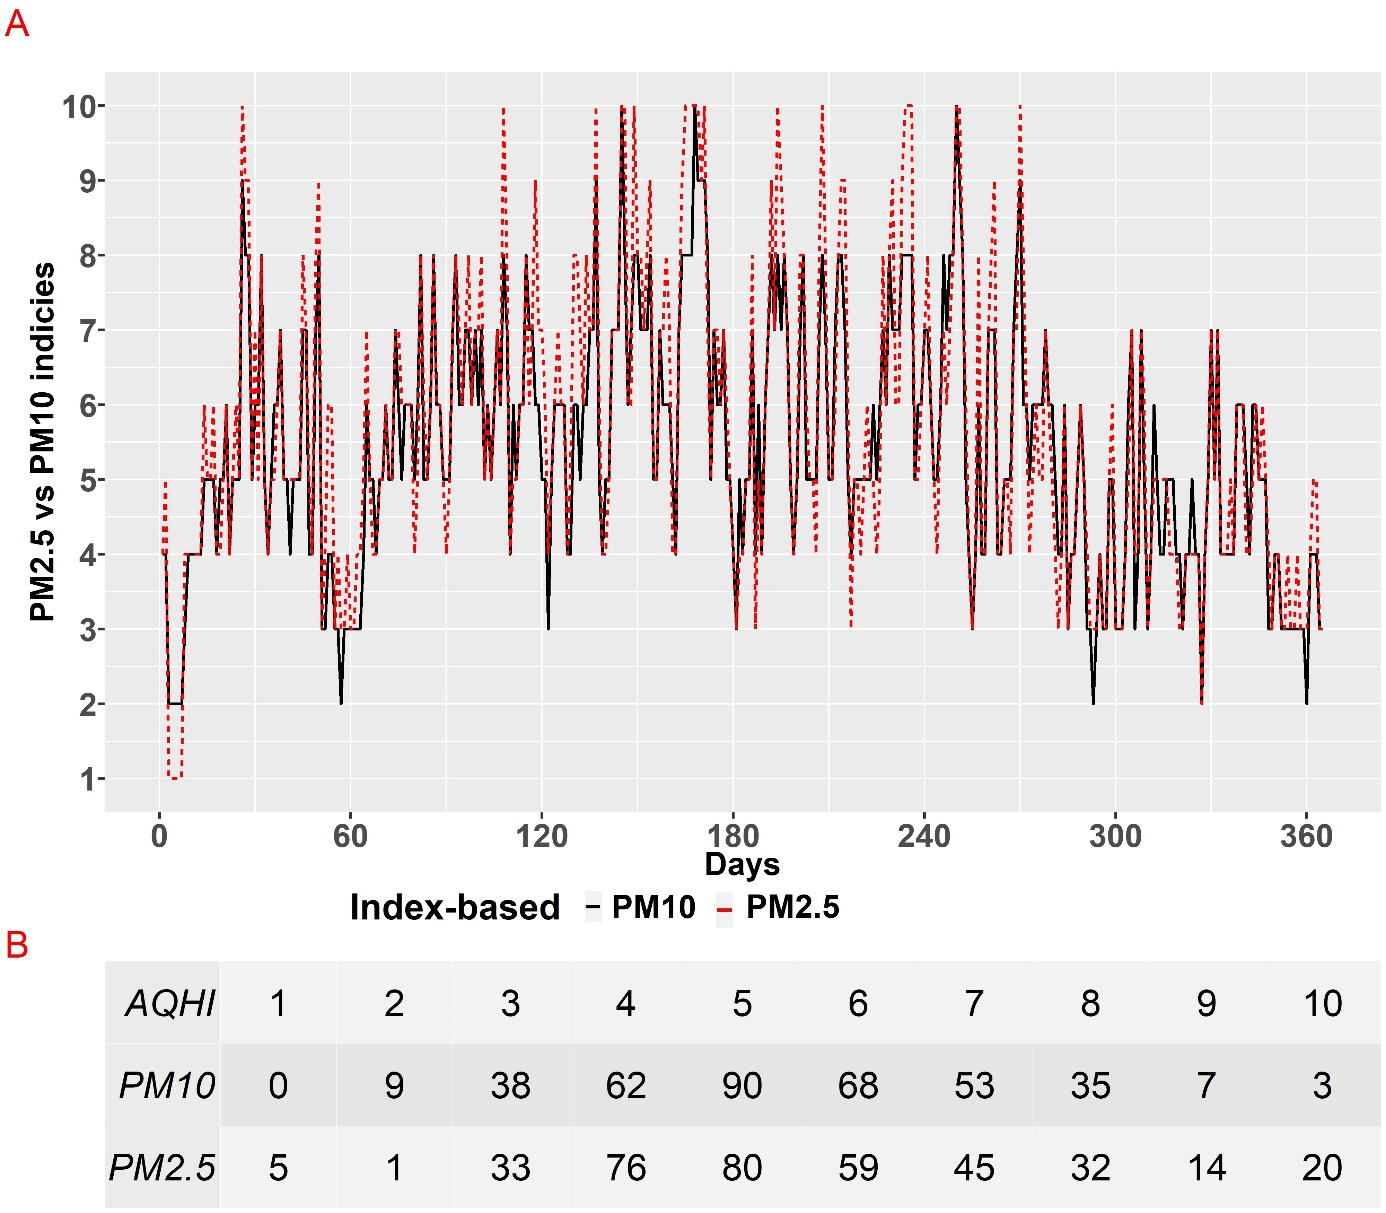 A
PM2.5 vs PM10 indicies
10
9
8
7
6
5
4
3
2
1
0 60 120 180 240 300 360
Days
Index-based PM10 PM2.5
B
AQHI 1 2 3 4 5 6 7 8 9 10
PM10 0 9 38 62 90 68 53 35 7 3
PM2.5 5 1 33 76 80 59 45 32 14 20